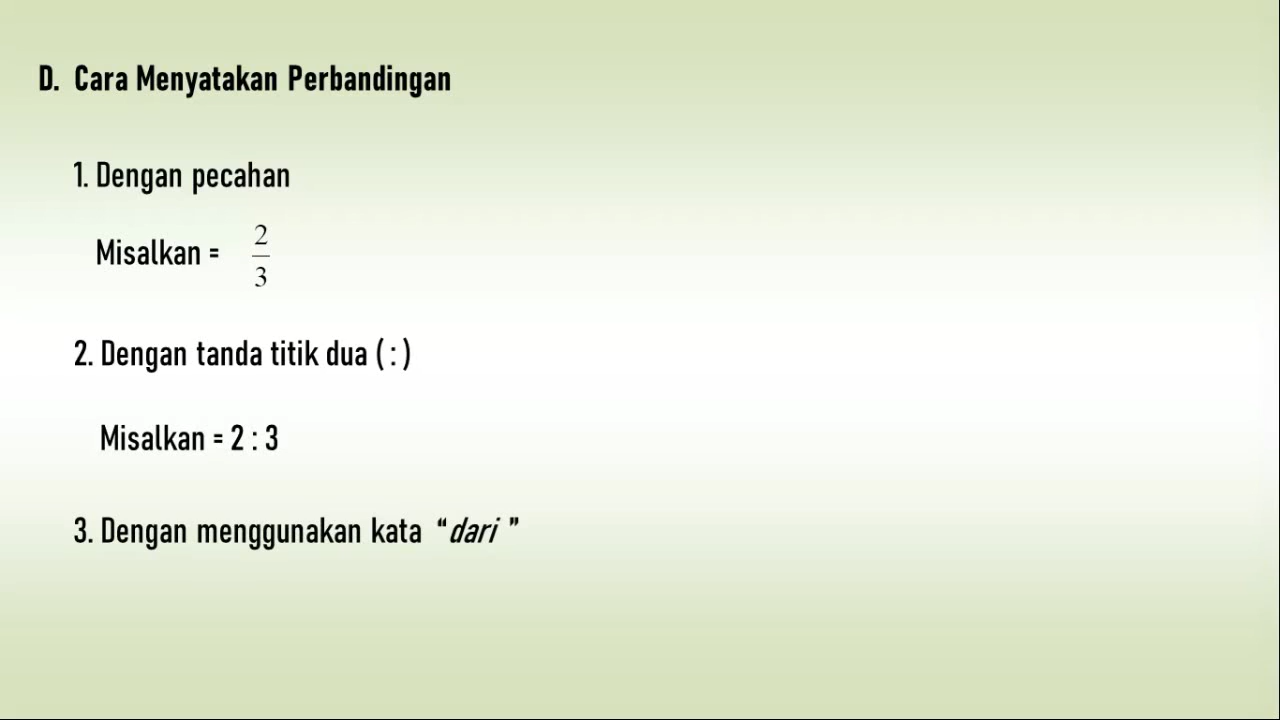 D. Cara Menyatakan Perbandingan
1. Dengan pecahan
Misalkan = 2/3
2. Dengan tanda titik dua ( : )
Misalkan = 2 : 3
3. Dengan menggunakan kata “dari ”